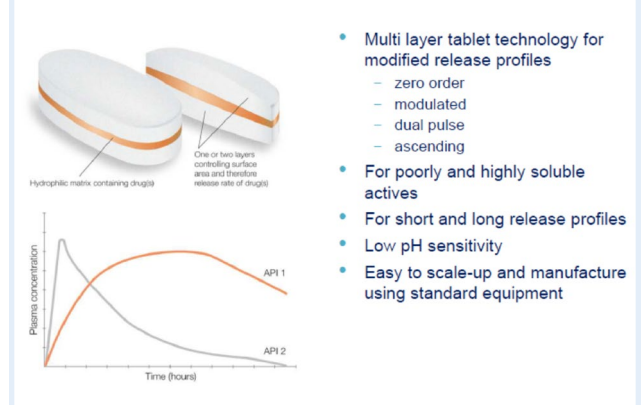 Hydrophilic matrix containing drug(s)
One or two layers
controlling surface
area and therefore
release rate of drug(s)
Plasma concentration
API 1
API 2
Time (hours)
• Multi layer tablet technology for
modified release profiles
– zero order
– modulated
– dual pulse
– ascending
• For poorly and highly soluble
actives
• For short and long release profiles
• Low pH sensitivity
• Easy to scale-up and manufacture
using standard equipment